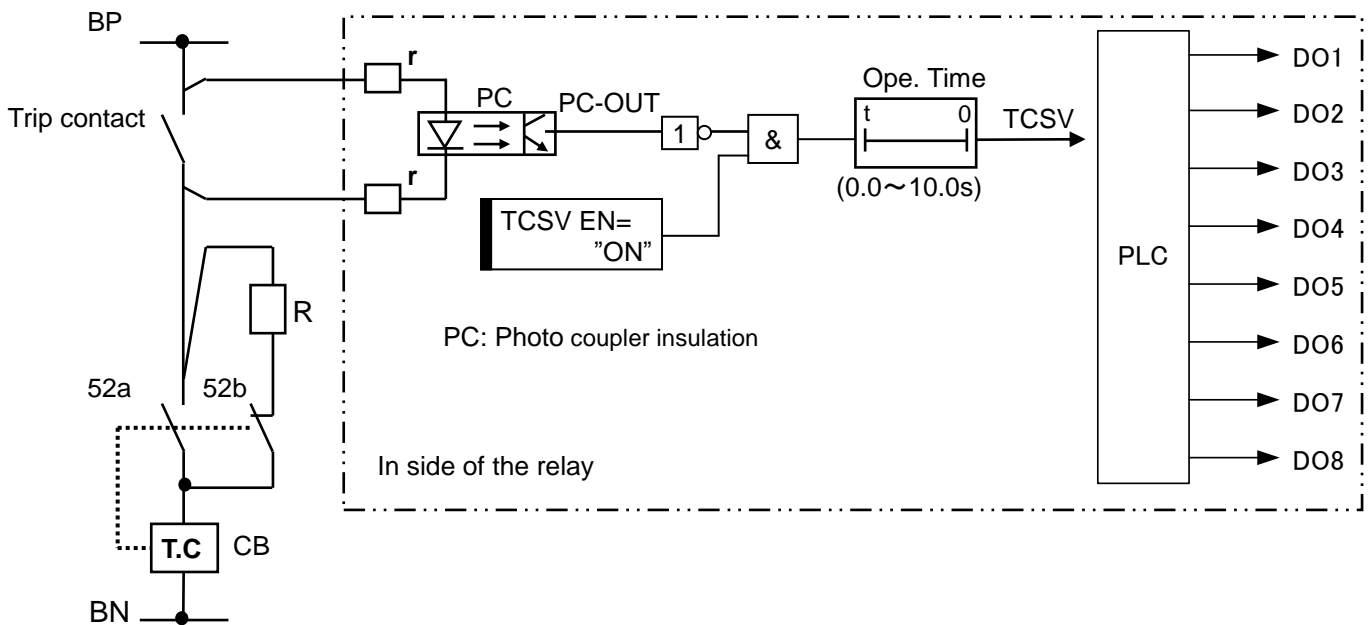 BP
Trip contact
r
PC
PC-OUT
r
1
&
Ope. Time
t 0
(0.0～10.0s)
TCSV
TCSV EN=
”ON”
PC: Photo coupler insulation
In side of the relay
PLC
DO1
DO2
DO3
DO4
DO5
DO6
DO7
DO8
R
52a
52b
T.C
CB
BN